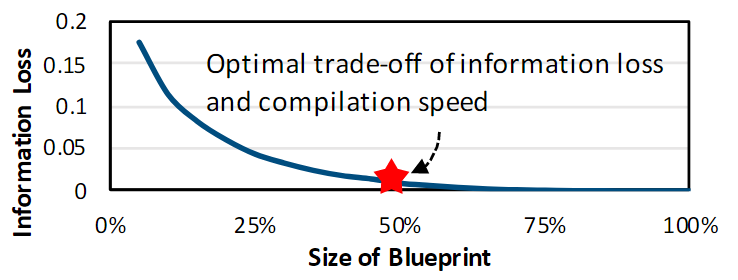 0.2
0.15
0.1
0.05
0
Information Loss
Optimal trade-off of information loss
and compilation speed
0% 25% 50% 75% 100%
Size of Blueprint